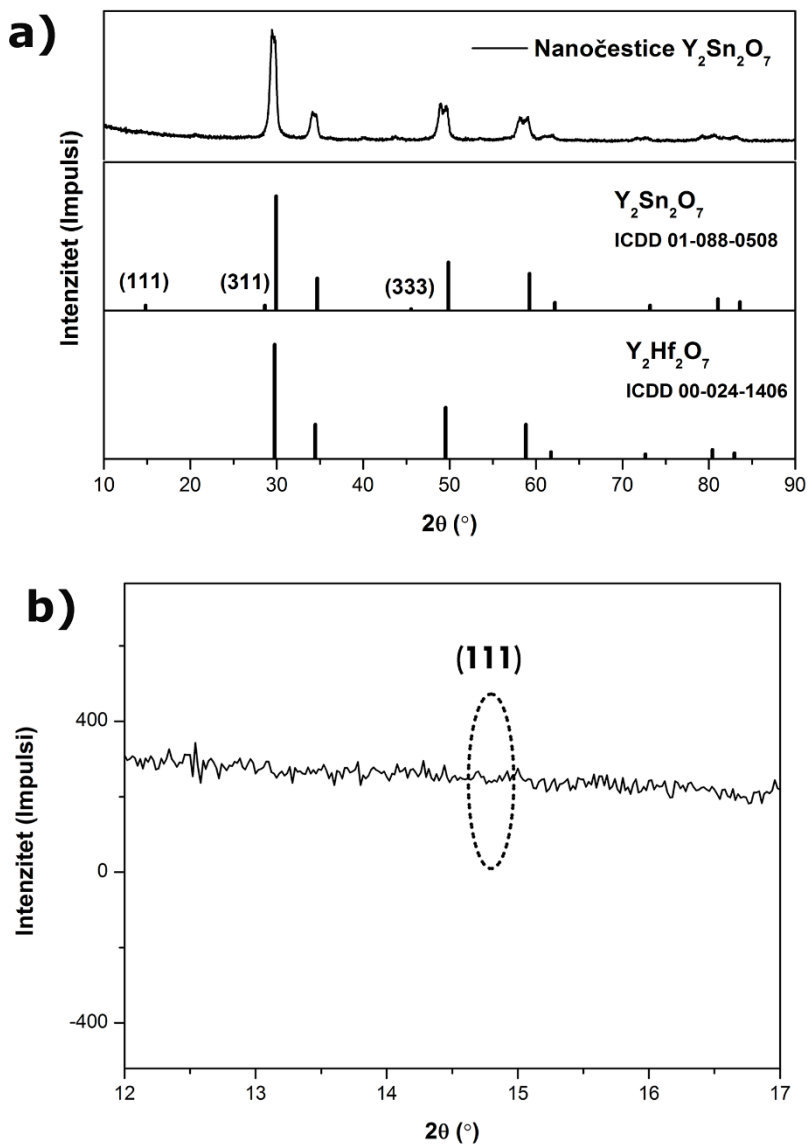 a)
Nanočestice Y₂Sn₂O₇
Y₂Sn₂O₇
ICDD 01-088-0508
(111)
(311)
(333)
Y₂Hf₂O₇
ICDD 00-024-1406
Intenzitet (Impulsi)
10 20 30 40 50 60 70 80 90
2θ (°)
b)
(111)
400
0
-400
Intenzitet (Impulsi)
12 13 14 15 16 17
2θ (°)